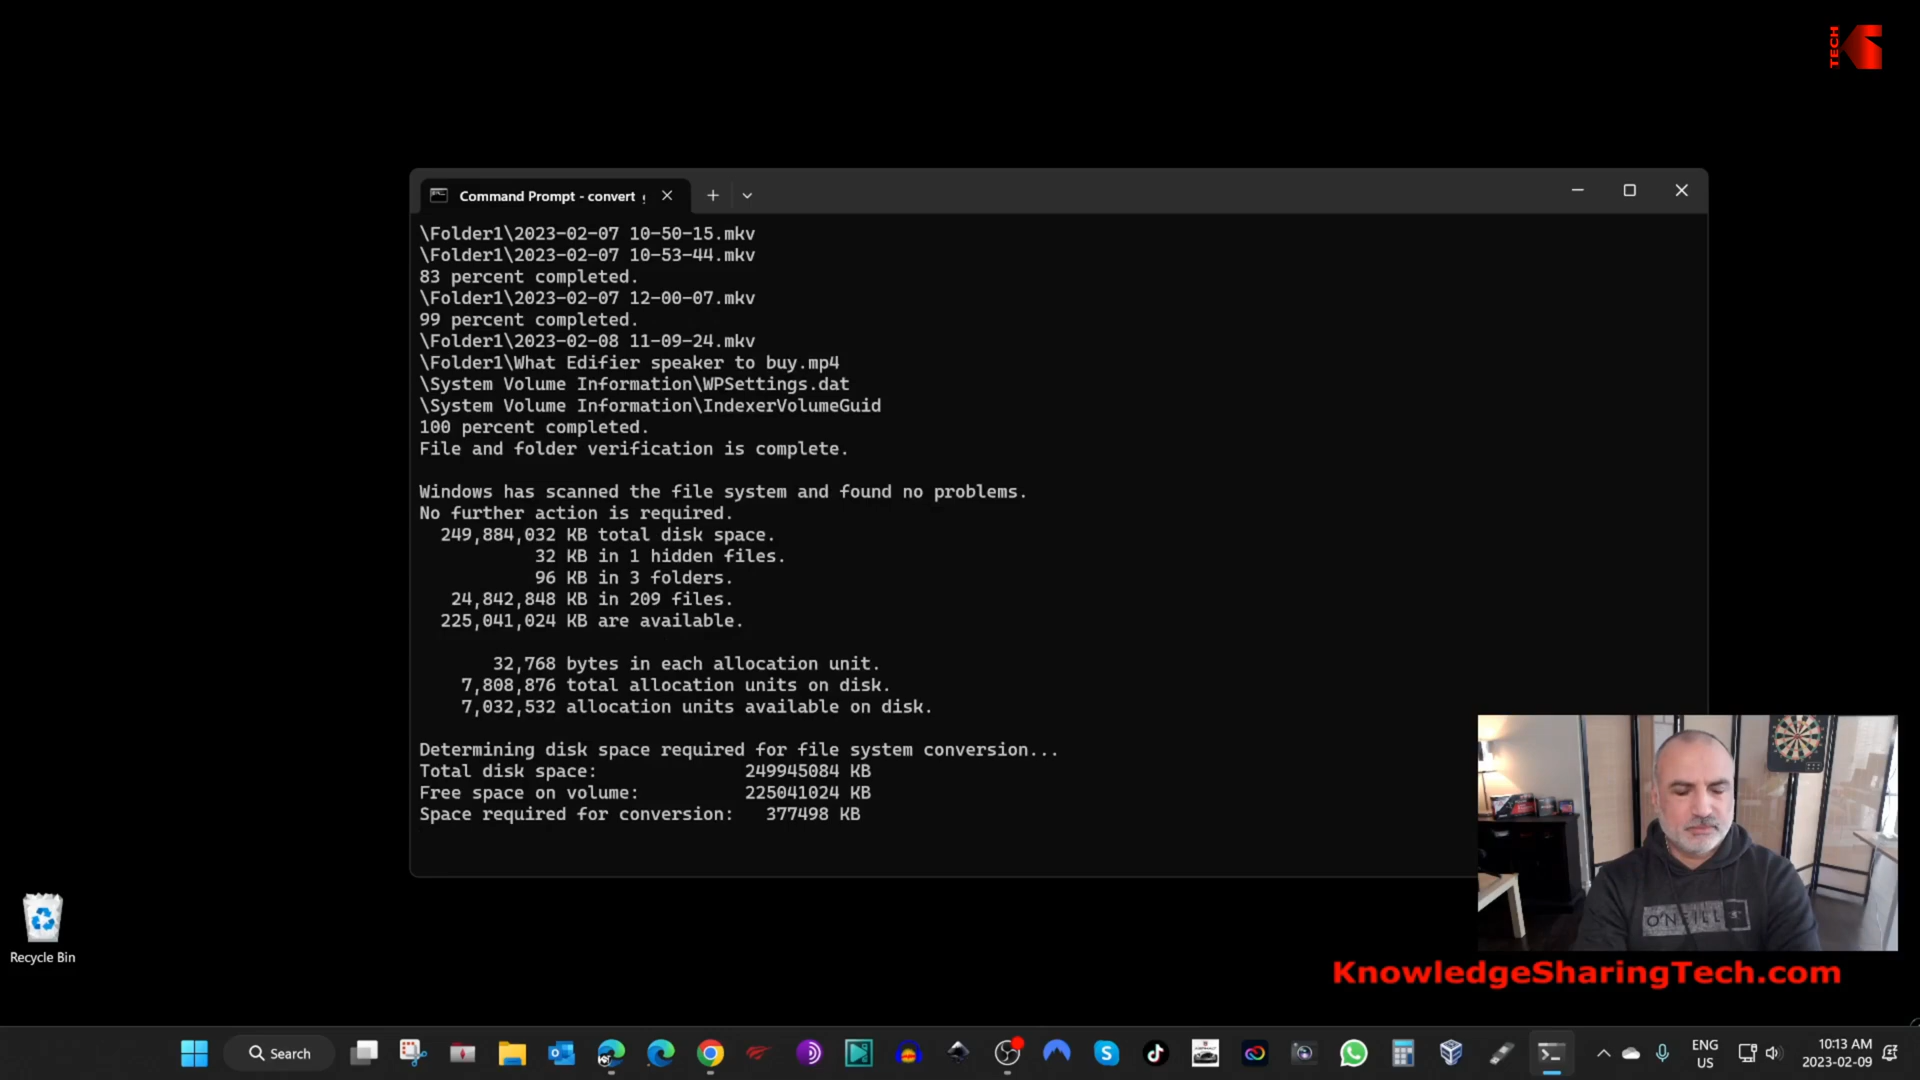 TECH
Command Prompt - convert
\Folder1\2023-02-07 10-50-15.mkv
\Folder1\2023-02-07 10-53-44.mkv
83 percent completed.
\Folder1\2023-02-07 12-00-07.mkv
99 percent completed.
\Folder1\2023-02-08 11-09-24.mkv
\Folder1\What Edifier speaker to buy.mp4
\System Volume Information\WPSettings.dat
\System Volume Information\IndexerVolumeGuid
100 percent completed.
File and folder verification is complete.
Windows has scanned the file system and found no problems.
No further action is required.
249,884,032 KB total disk space.
32 KB in 1 hidden files.
96 KB in 3 folders.
24,842,848 KB in 209 files.
225,041,024 KB are available.
32,768 bytes in each allocation unit.
7,808,876 total allocation units on disk.
7,032,532 allocation units available on disk.
Determining disk space required for file system conversion...
Total disk space: 249945084 KB
Free space on volume: 225041024 KB
Space required for conversion: 377498 KB
O'NEILL
Recycle Bin
KnowledgeSharingTech.com
Search
ENG
US
10:13 AM
2023-02-09